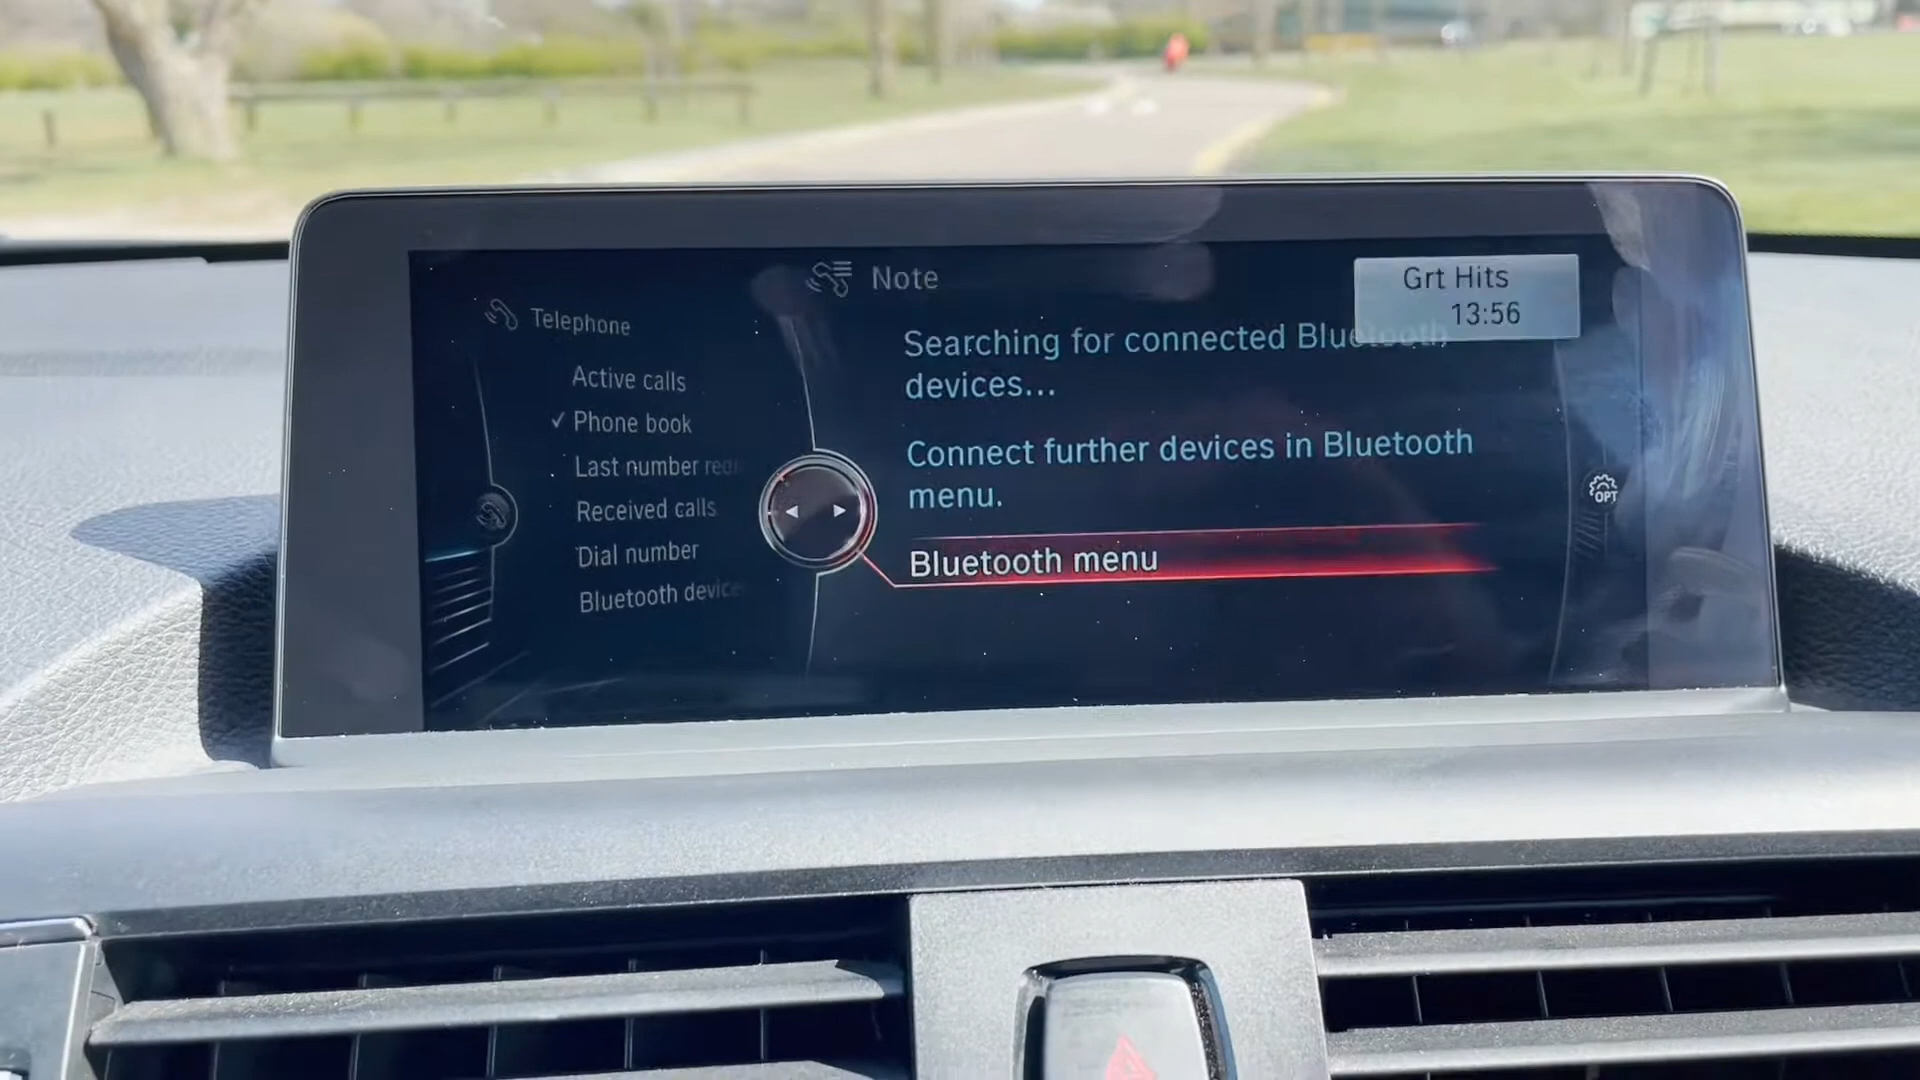 Note
Grt Hits
13:56
Telephone
Active calls
✓ Phone book
Last number
Received calls
Dial number
Bluetooth
Searching for connected Bluetooth
devices...
Connect further devices in Bluetooth
menu.
Bluetooth menu
OPT